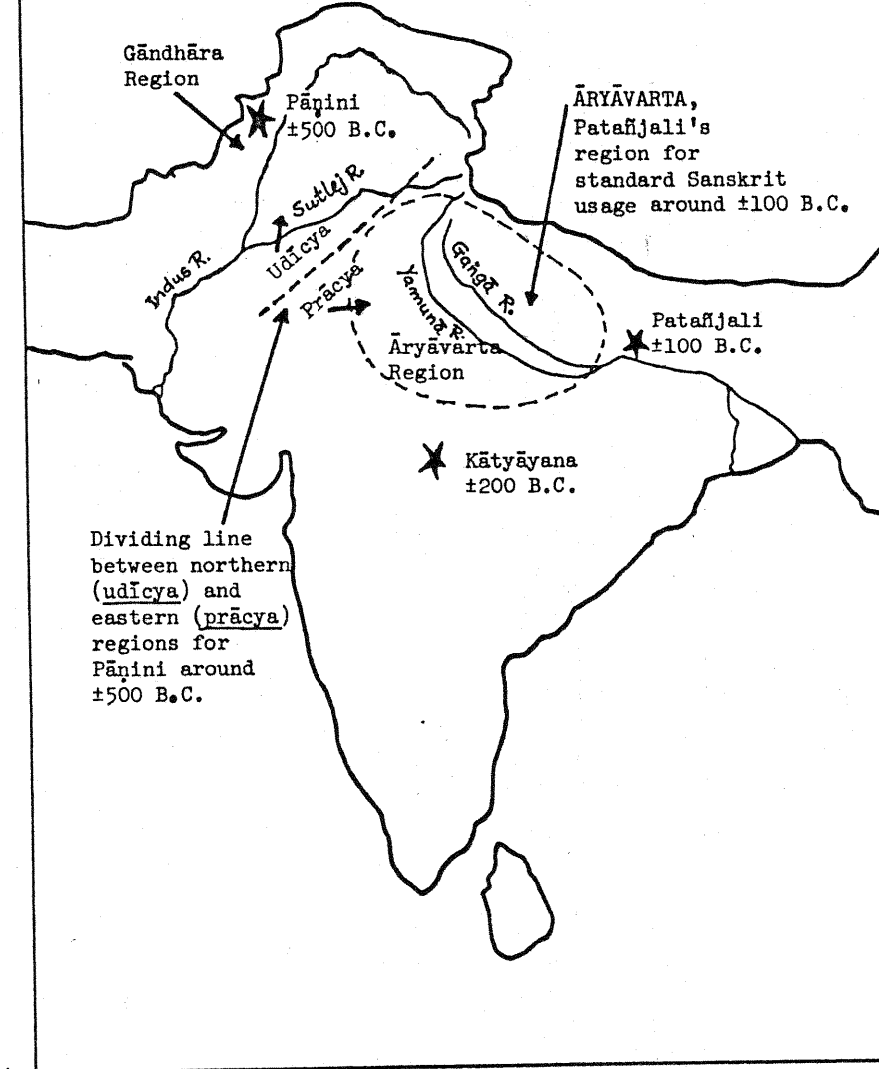 Gāndhāra
Region
Pāṇini
±500 B.C.
ĀRYĀVARTA,
Patañjali's
region for
standard Sanskrit
usage around ±100 B.C.
Sutlej R.
Udīcya
Indus R.
Prācya
Gaṅgā R.
Yamunā R.
Āryāvarta
Region
Patañjali
±100 B.C.
Kātyāyana
±200 B.C.
Dividing line
between northern
(udīcya) and
eastern (prācya)
regions for
Pāṇini around
±500 B.C.